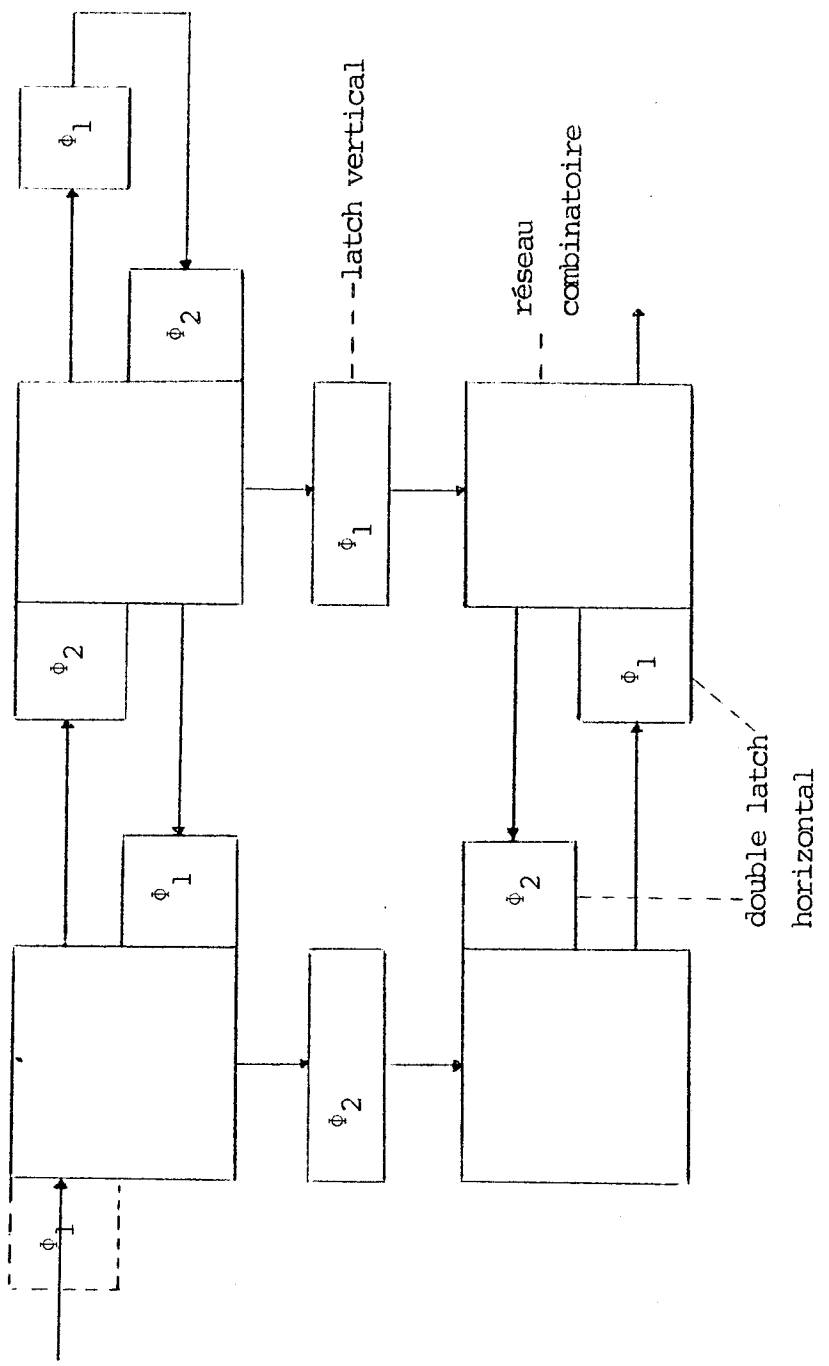 Φ1
Φ2
Φ1
Φ1
Φ2
Φ2
Φ1
latch vertical
Φ2
réseau
combinatoire
Φ1
double latch
horizontal